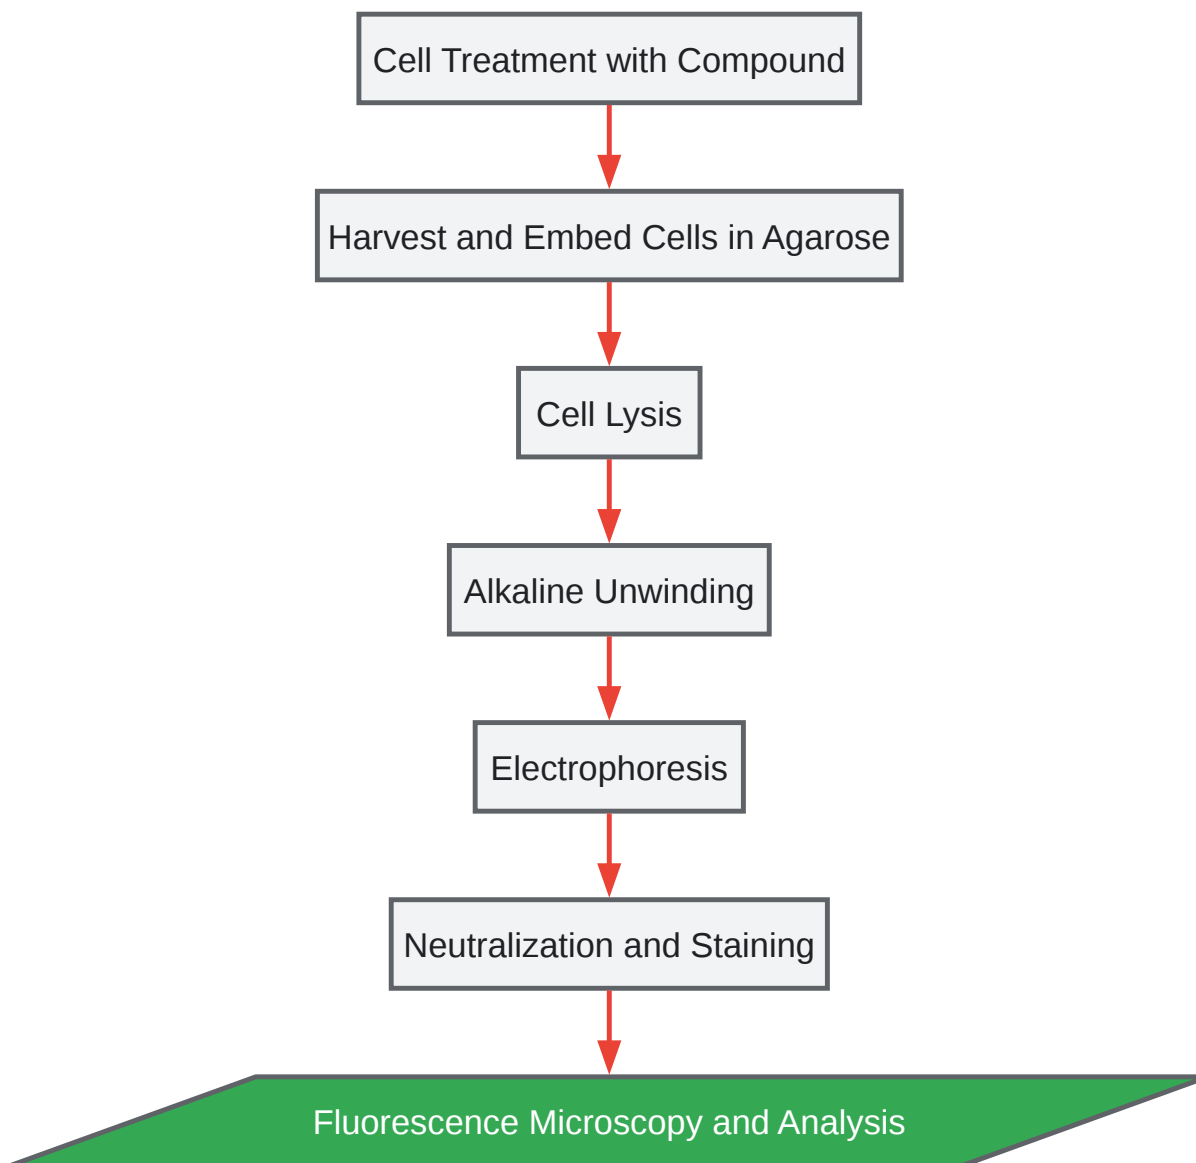 Cell Treatment with Compound
Harvest and Embed Cells in Agarose
Cell Lysis
Alkaline Unwinding
Electrophoresis
Neutralization and Staining
Fluorescence Microscopy and Analysis